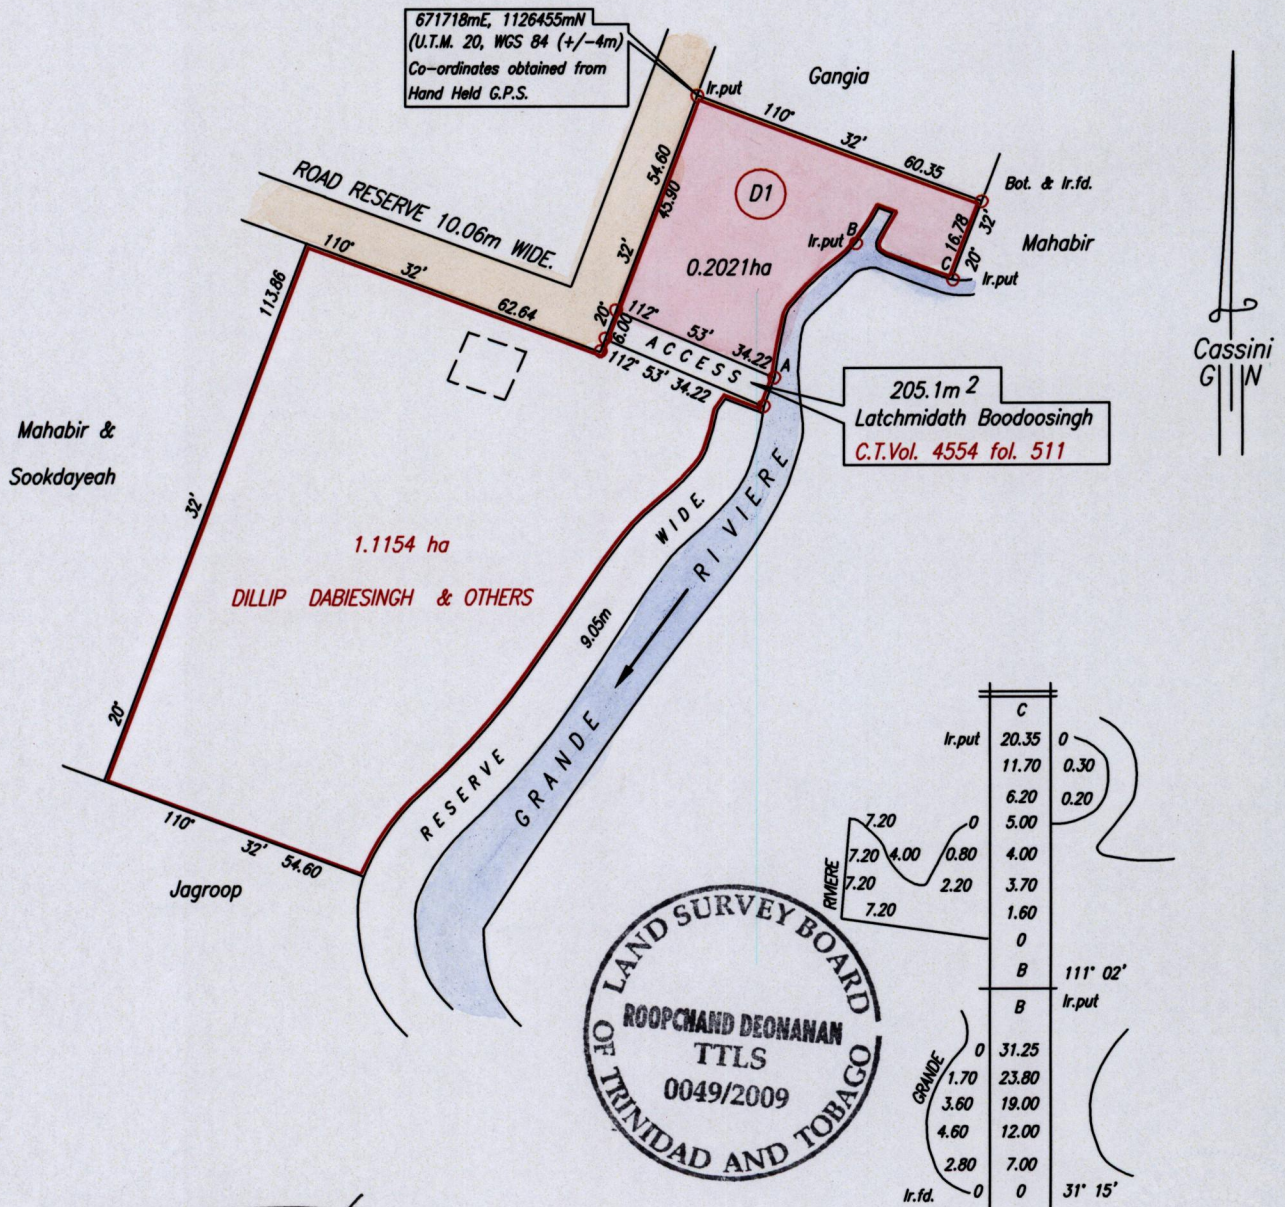 671718mE, 1126455mN
(U.T.M. 20, WGS 84 (+/-4m)
Co-ordinates obtained from
Hand Held G.P.S.
Ir.put
Gangia
110° 32' 60.35
Bot. & Ir.fd.
Mahabir
20° 32' 16.78
C
Ir.put
B
Ir.put
D1
0.2021ha
54.60
45.90
20° 32'
6.00
ROAD RESERVE 10.06m WIDE.
110° 32' 62.64
112° 53' 34.22
A
ACCESS
112° 53' 34.22
205.1m 2
Latchmidath Boodoosingh
C.T.Vol. 4554 fol. 511
Cassini
G N
Mahabir &
Sookdayeah
20° 32' 113.86
1.1154 ha
DILLIP DABIESINGH & OTHERS
RESERVE 9.05m WIDE.
GRANDE RIVIERE
110° 32' 54.60
Jagroop
C
Ir.put 20.35 0
11.70 0.30
6.20 0.20
7.20 0 5.00
7.20 4.00 0.80 4.00
7.20 2.20 3.70
7.20 1.60
RIVIERE
0
B 111° 02'
B Ir.put
0 31.25
1.70 23.80
GRANDE
3.60 19.00
4.60 12.00
2.80 7.00
Ir.fd. 0 0 31° 15'
LAND SURVEY BOARD
ROOPCHAND DEONANAN
TTLS
0049/2009
OF TRINIDAD AND TOBAGO